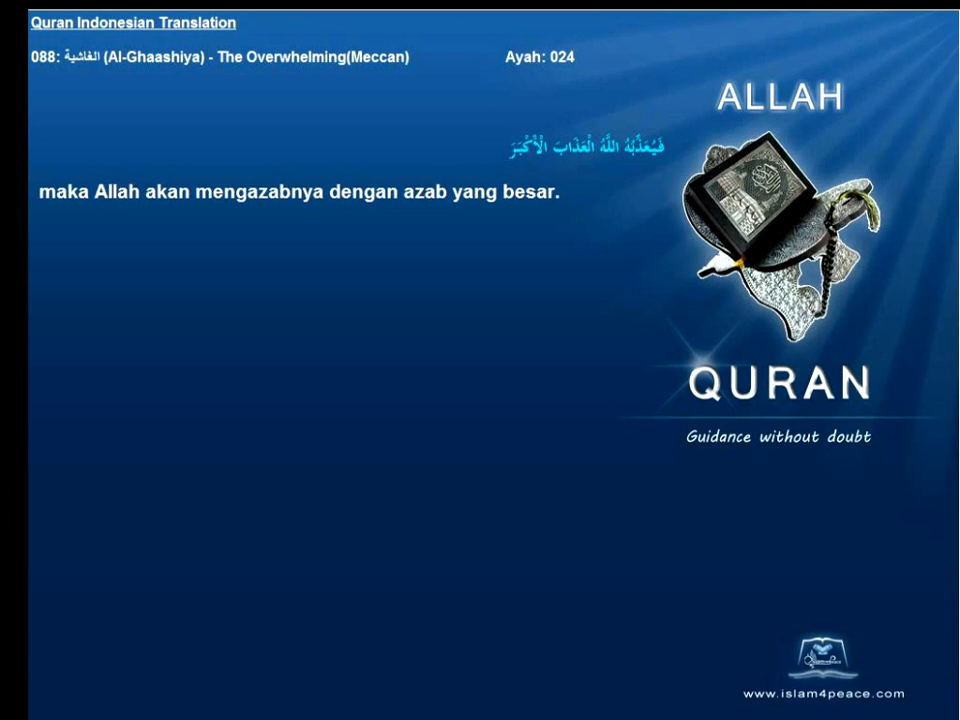 Quran Indonesian Translation
088: الغاشية (Al-Ghaashiya) - The Overwhelming(Meccan) Ayah: 024
ALLAH
فَيُعَذِّبُهُ اللَّهُ الْعَذَابَ الْأَكْبَرَ
maka Allah akan mengazabnya dengan azab yang besar.
QURAN
Guidance without doubt
www.islam4peace.com